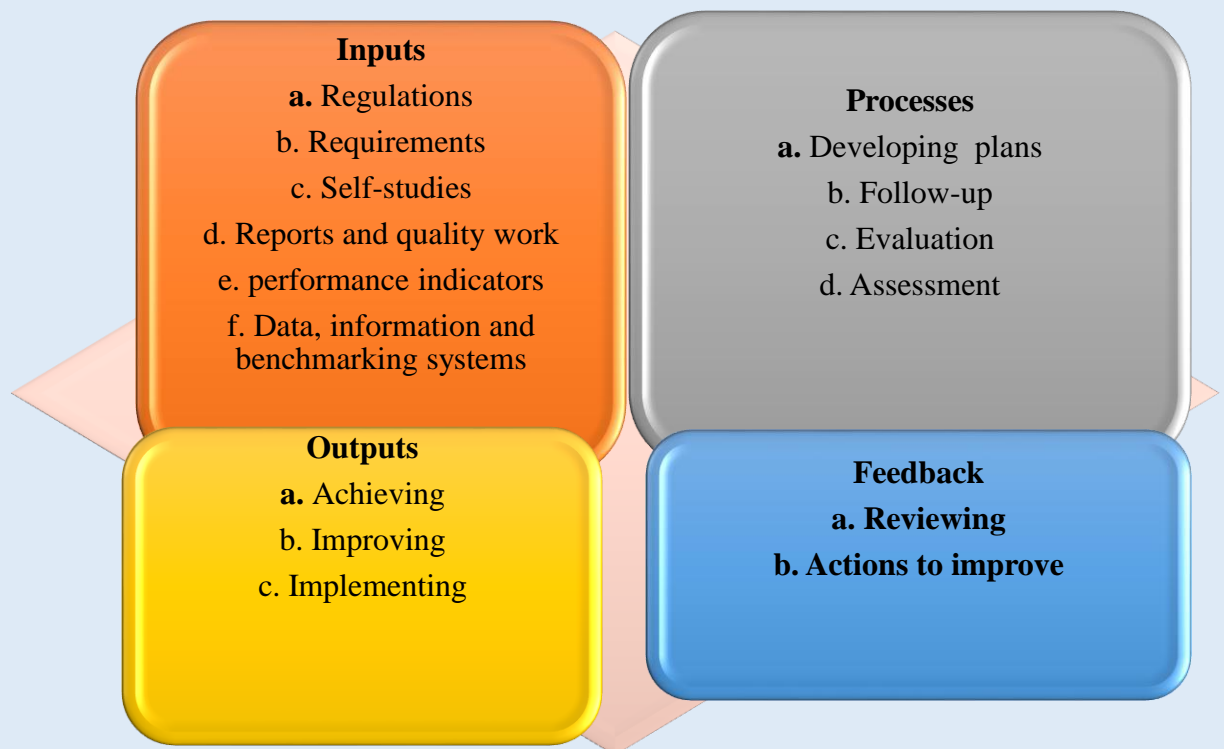 Inputs
a. Regulations
b. Requirements
c. Self-studies
d. Reports and quality work
e. performance indicators
f. Data, information and
benchmarking systems
Processes
a. Developing plans
b. Follow-up
c. Evaluation
d. Assessment
Outputs
a. Achieving
b. Improving
c. Implementing
Feedback
a. Reviewing
b. Actions to improve